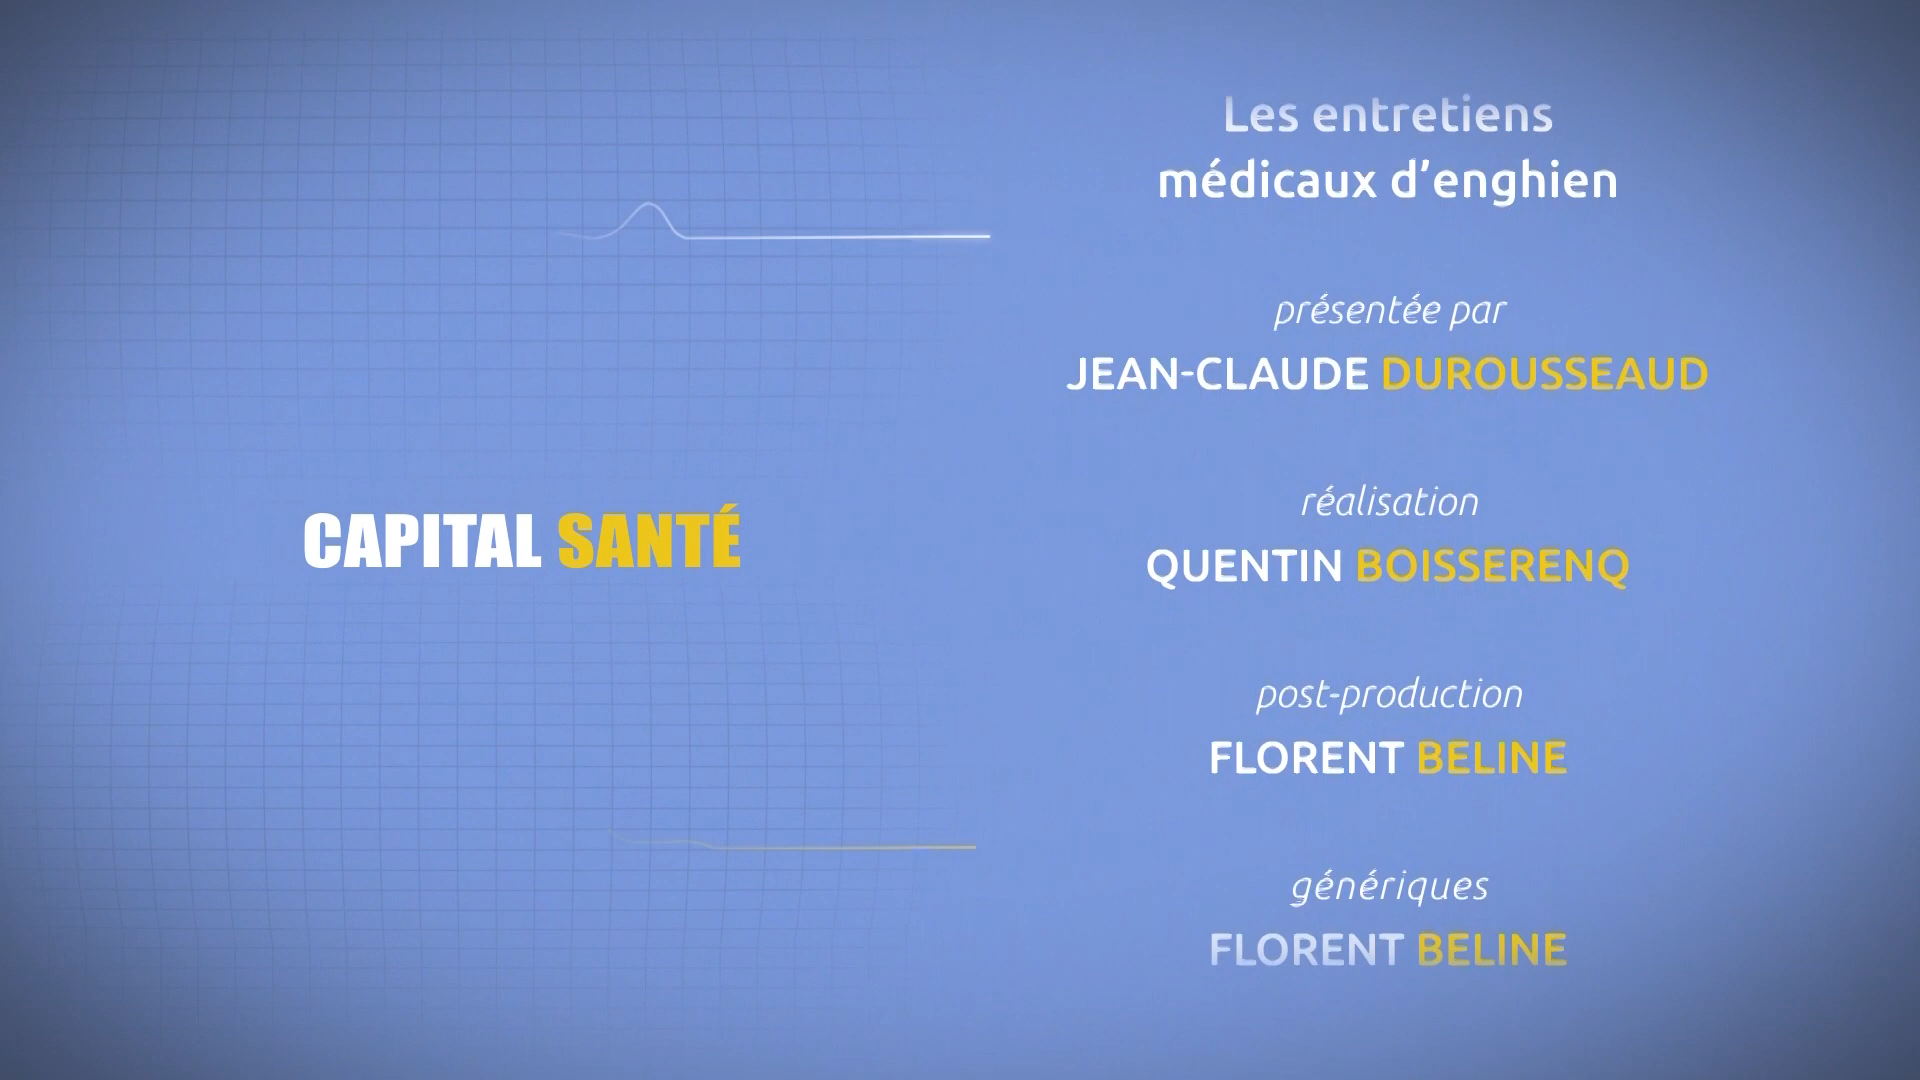 CAPITAL SANTÉ
Les entretiens
médicaux d’enghien
présentée par
JEAN-CLAUDE DUROUSSEAUD
réalisation
QUENTIN BOISSERENQ
post-production
FLORENT BELINE
génériques
FLORENT BELINE